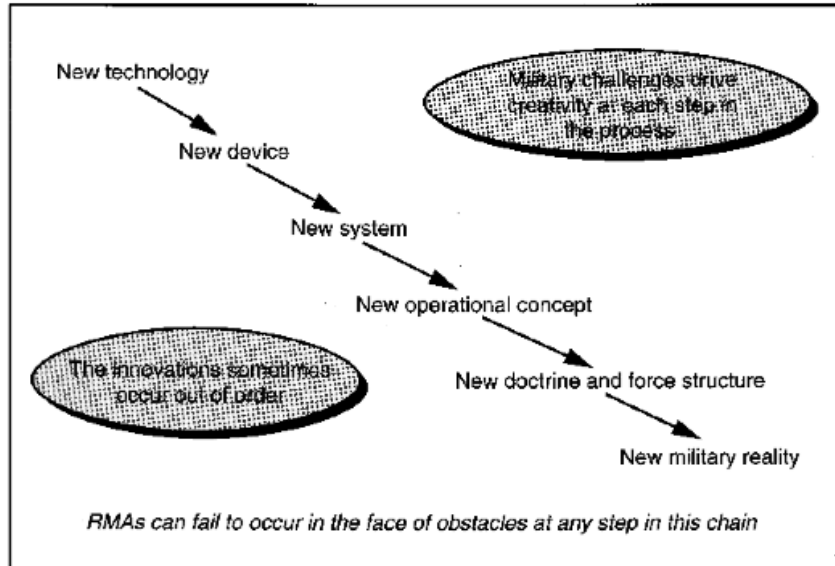 New technology
Military challenges drive
creativity at each step in
the process
New device
New system
New operational concept
The innovations sometimes
occur out of order
New doctrine and force structure
New military reality
RMAs can fail to occur in the face of obstacles at any step in this chain